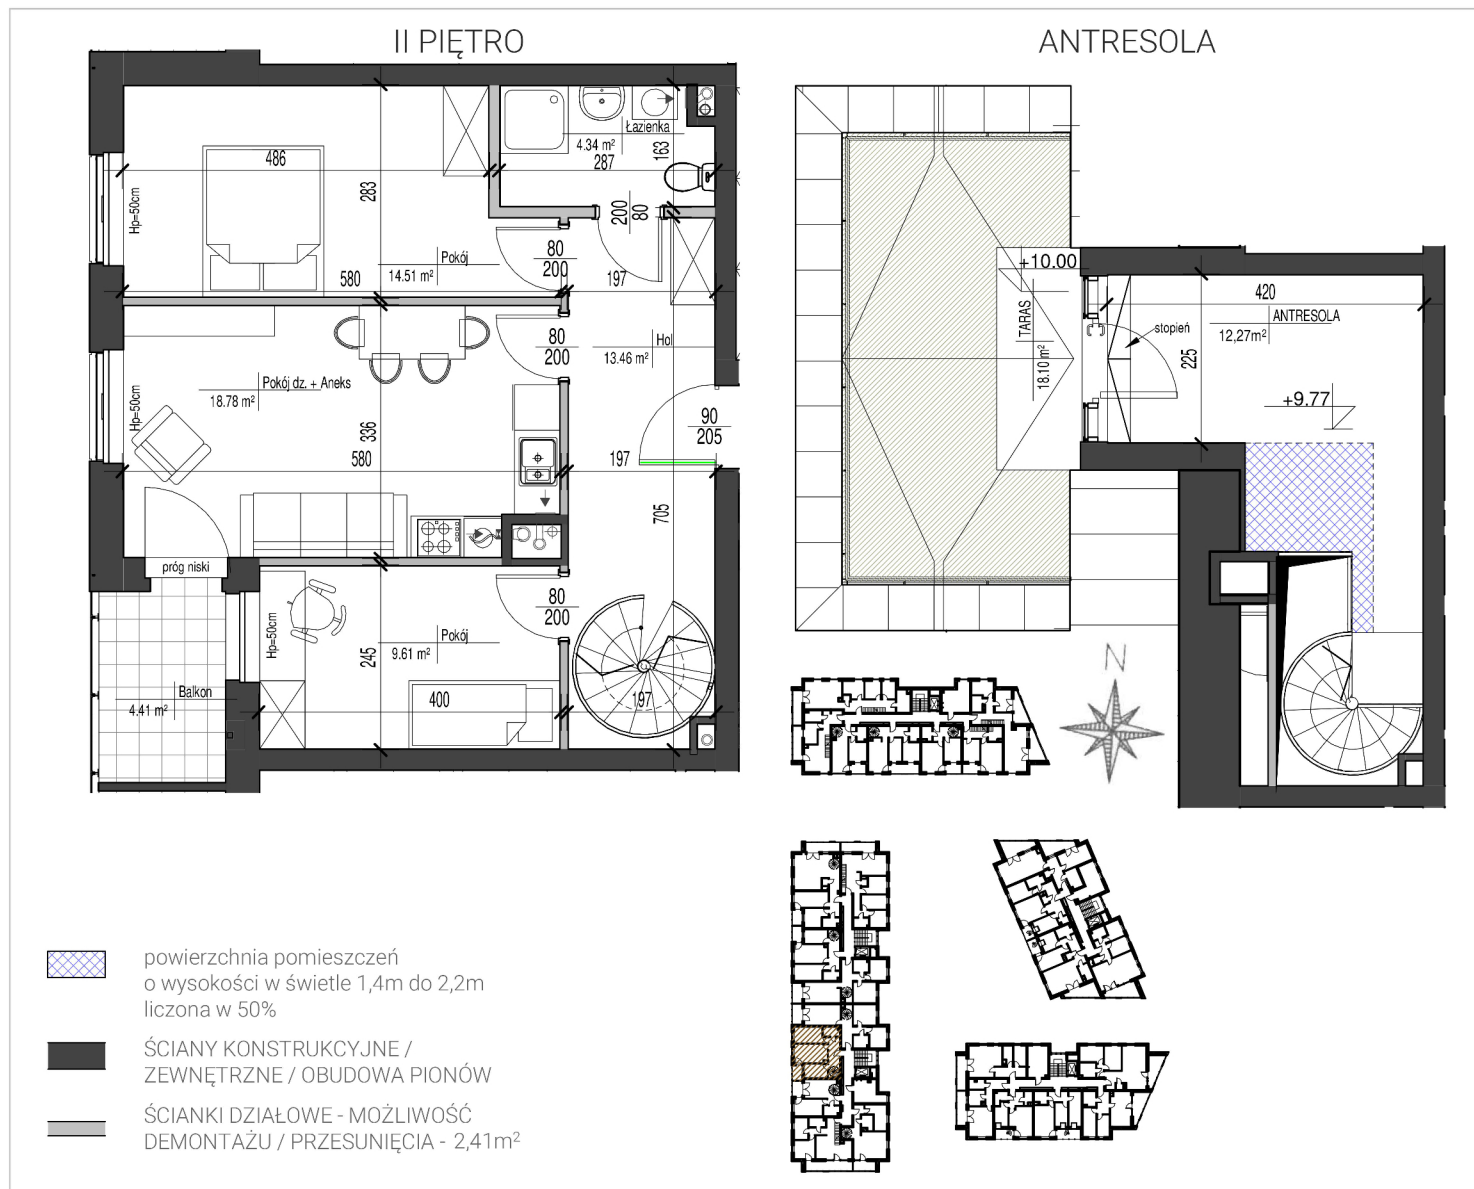 II PIĘTRO
ANTRESOLA
486
283
Hp=50cm
Pokój
14.51 m²
580
Łazienka
4.34 m²
163
287
200
80
80
200
197
80
200
Hol
13.46 m²
Pokój dz. + Aneks
18.78 m²
Hp=50cm
336
580
90
205
197
705
próg niski
80
200
Hp=50cm
Pokój
9.61 m²
245
400
197
Balkon
4.41 m²
+10.00
TARAS
18.10 m²
stopień
420
ANTRESOLA
12,27m²
225
+9.77
N
powierzchnia pomieszczeń
o wysokości w świetle 1,4m do 2,2m
liczona w 50%
ŚCIANY KONSTRUKCYJNE /
ZEWNĘTRZNE / OBUDOWA PIONÓW
ŚCIANKI DZIAŁOWE - MOŻLIWOŚĆ
DEMONTAŻU / PRZESUNIĘCIA - 2,41m²